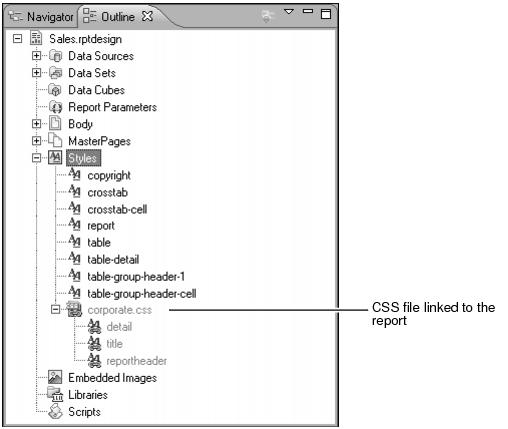 Navigator Outline
Sales.rptdesign
Data Sources
Data Sets
Data Cubes
Report Parameters
Body
MasterPages
Styles
copyright
crosstab
crosstab-cell
report
table
table-detail
table-group-header-1
table-group-header-cell
corporate.css
CSS file linked to the
report
detail
title
reportheader
Embedded Images
Libraries
Scripts